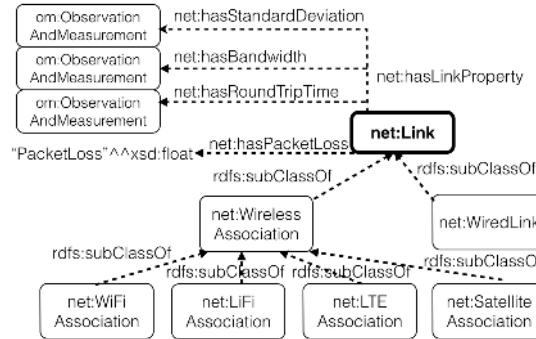 om:Observation
AndMeasurement
net:hasStandardDeviation
om:Observation
AndMeasurement
net:hasBandwidth
net:hasLinkProperty
om:Observation
AndMeasurement
net:hasRoundTripTime
net:Link
"PacketLoss"^^xsd:float
net:hasPacketLoss
rdfs:subClassOf
rdfs:subClassOf
net:Wireless
Association
net:WiredLink
rdfs:subClassOf
rdfs:subClassOf
rdfs:subClassOf
rdfs:subClassOf
net:WiFi
Association
net:LiFi
Association
net:LTE
Association
net:Satellite
Association